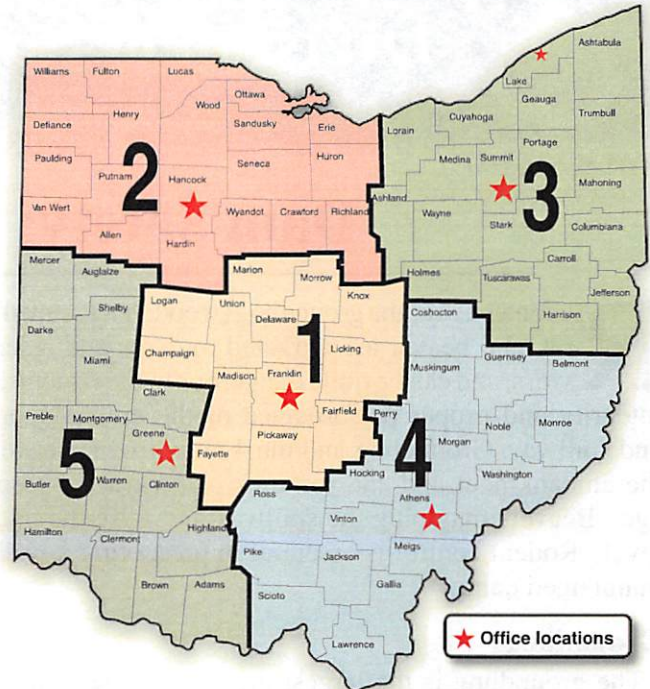 Williams
Fulton
Lucas
Ottawa
Wood
Henry
Sandusky
Erie
Defiance
Paulding
Putnam
Hancock
Seneca
Huron
2
Van Wert
Allen
Hardin
Wyandot
Crawford
Richland
Ashtabula
Lake
Geauga
Cuyahoga
Trumbull
Lorain
Medina
Summit
Portage
3
Mahoning
Ashland
Wayne
Stark
Columbiana
Carroll
Holmes
Tuscarawas
Jefferson
Harrison
Marion
Morrow
Knox
Logan
Union
Delaware
1
Licking
Champaign
Madison
Franklin
Fairfield
Pickaway
Fayette
Mercer
Auglaize
Shelby
Darke
Miami
Clark
Preble
Montgomery
Greene
5
Butler
Warren
Clinton
Hamilton
Clermont
Highland
Brown
Adams
Coshocton
Guernsey
Belmont
Muskingum
Perry
Noble
Monroe
4
Morgan
Hocking
Washington
Athens
Ross
Vinton
Meigs
Pike
Jackson
Gallia
Scioto
Lawrence
Office locations